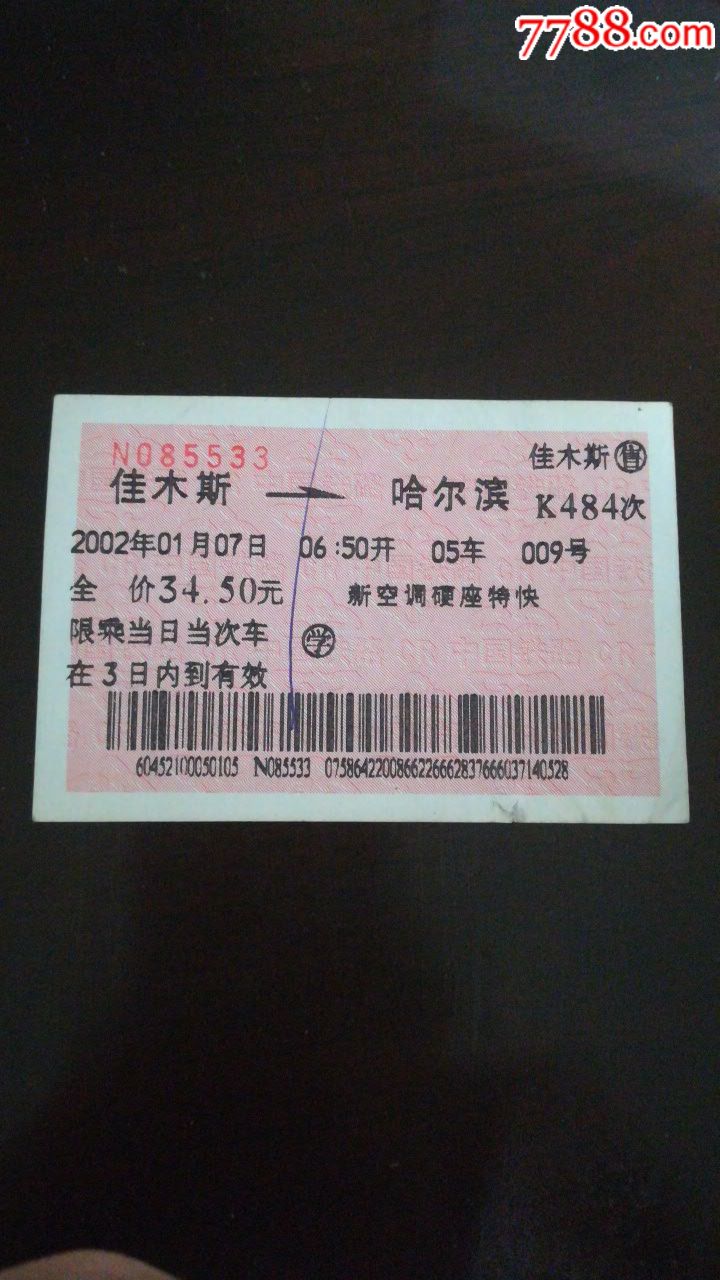 7788.com
N085533
佳木斯㊢售
佳木斯 → 哈尔滨 K484次
2002年01月07日 06:50开 05车 009号
全 价34.50元 新空调硬座特快
限乘当日当次车 ㊫
在3日内到有效
60452100050105 N085533 0758642200866226662837666037140528